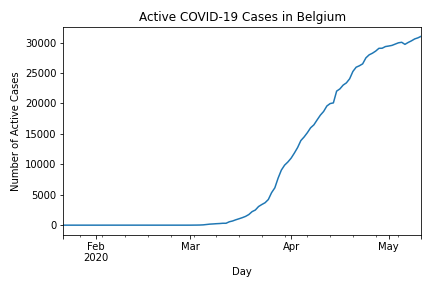 Active COVID-19 Cases in Belgium
Number of Active Cases
30000
25000
20000
15000
10000
5000
0
Feb Mar Apr May
2020
Day